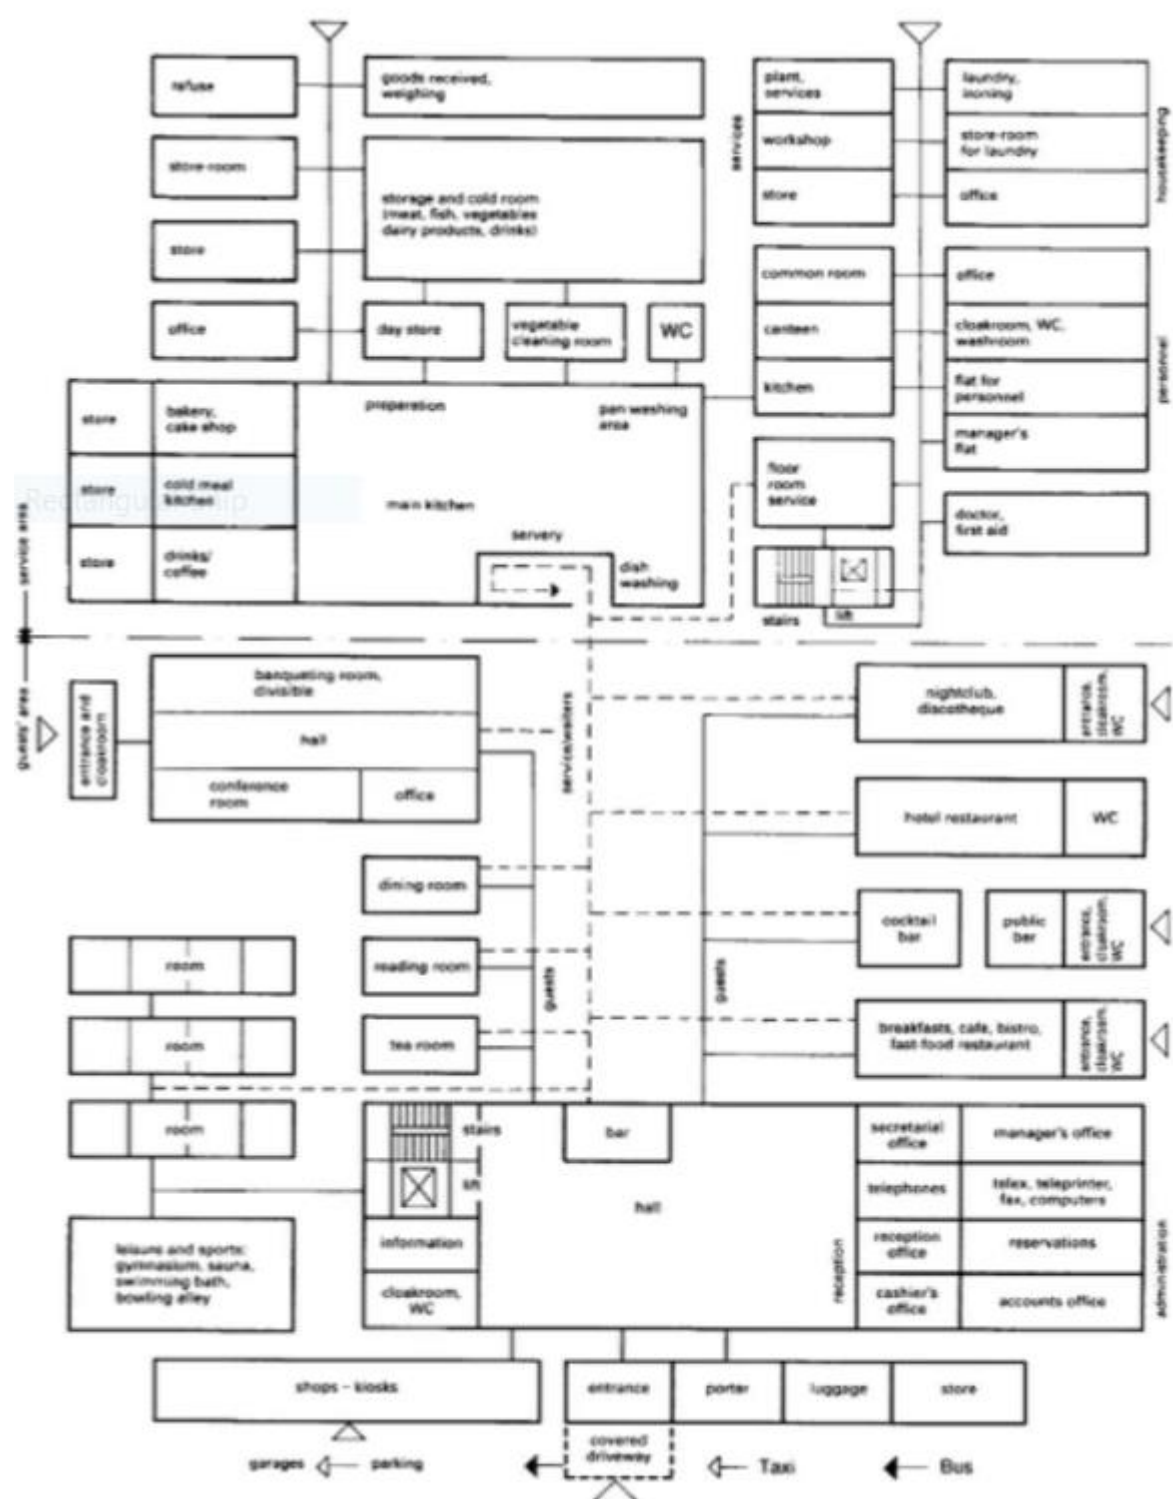 refuse
goods received,
weighing
store-room
storage and cold room
(meat, fish, vegetables
dairy products, drinks)
store
office
day store
vegetable
cleaning room
WC
services
plant,
services
laundry,
ironing
workshop
store-room
for laundry
store
office
housekeeping
common room
office
canteen
cloakroom, WC,
washroom
kitchen
flat for
personnel
manager's
flat
personnel
floor
room
service
doctor,
first aid
stairs
lift
store
bakery,
cake shop
preparation
pan washing
area
store
cold meal
kitchen
main kitchen
servery
store
drinks/
coffee
dish
washing
service area
guests' area
entrance and
cloakroom
banqueting room,
divisible
hall
conference
room
office
service/waiters
nightclub,
discotheque
entrance,
cloakroom,
WC
hotel restaurant
WC
dining room
cocktail
bar
public
bar
entrance,
cloakroom,
WC
room
reading room
guests
guests
room
tea room
breakfasts, cafe, bistro,
fast-food restaurant
entrance,
cloakroom,
WC
room
stairs
bar
secretarial
office
manager's office
lift
hall
telephones
telex, teleprinter,
fax, computers
information
reception
reception
office
reservations
administration
leisure and sports:
gymnasium, sauna,
swimming bath,
bowling alley
cloakroom,
WC
cashier's
office
accounts office
shops – kiosks
entrance
porter
luggage
store
garages
parking
covered
driveway
Taxi
Bus